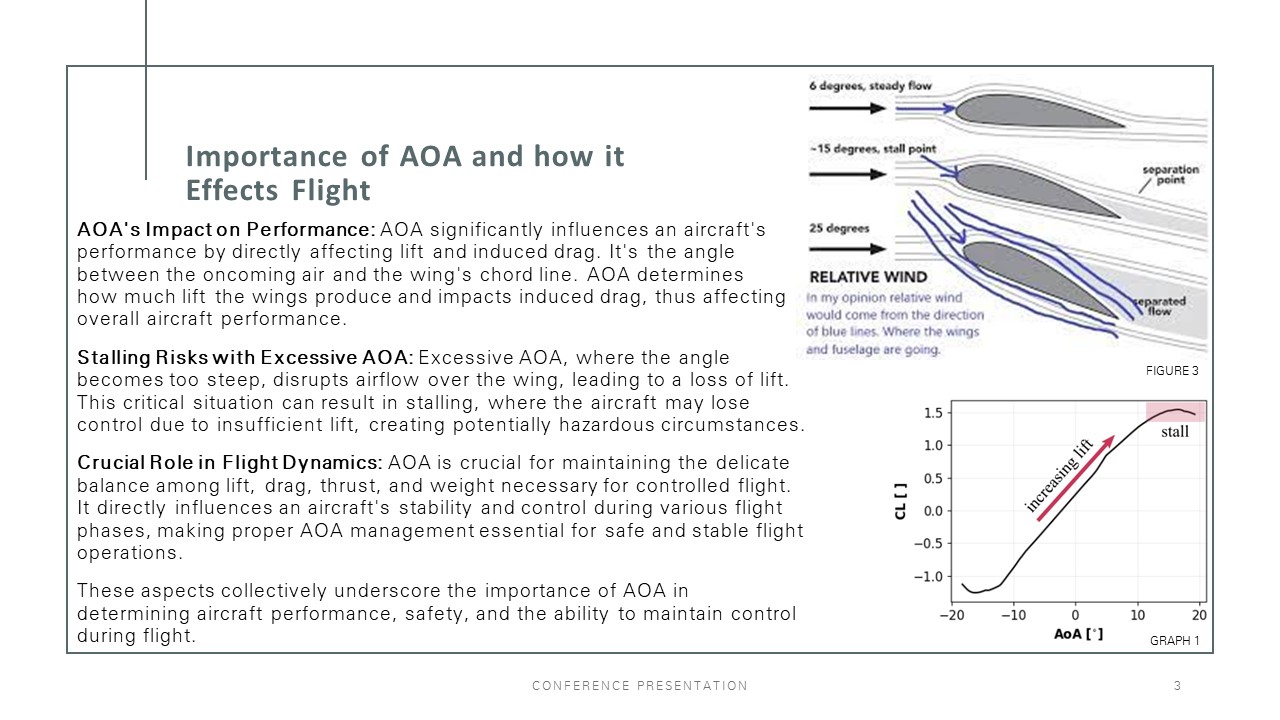 Importance of AOA and how it
Effects Flight
AOA's Impact on Performance: AOA significantly influences an aircraft's
performance by directly affecting lift and induced drag. It's the angle
between the oncoming air and the wing's chord line. AOA determines
how much lift the wings produce and impacts induced drag, thus affecting
overall aircraft performance.
Stalling Risks with Excessive AOA: Excessive AOA, where the angle
becomes too steep, disrupts airflow over the wing, leading to a loss of lift.
This critical situation can result in stalling, where the aircraft may lose
control due to insufficient lift, creating potentially hazardous circumstances.
Crucial Role in Flight Dynamics: AOA is crucial for maintaining the delicate
balance among lift, drag, thrust, and weight necessary for controlled flight.
It directly influences an aircraft's stability and control during various flight
phases, making proper AOA management essential for safe and stable flight
operations.
These aspects collectively underscore the importance of AOA in
determining aircraft performance, safety, and the ability to maintain control
during flight.
6 degrees, steady flow
~15 degrees, stall point
separation
point
25 degrees
RELATIVE WIND
In my opinion relative wind
would come from the direction
of blue lines. Where the wings
and fuselage are going.
separated
flow
FIGURE 3
1.5
1.0
0.5
0.0
−0.5
−1.0
CL [ ]
increasing lift
stall
−20 −10 0 10 20
AoA [°]
GRAPH 1
CONFERENCE PRESENTATION
3